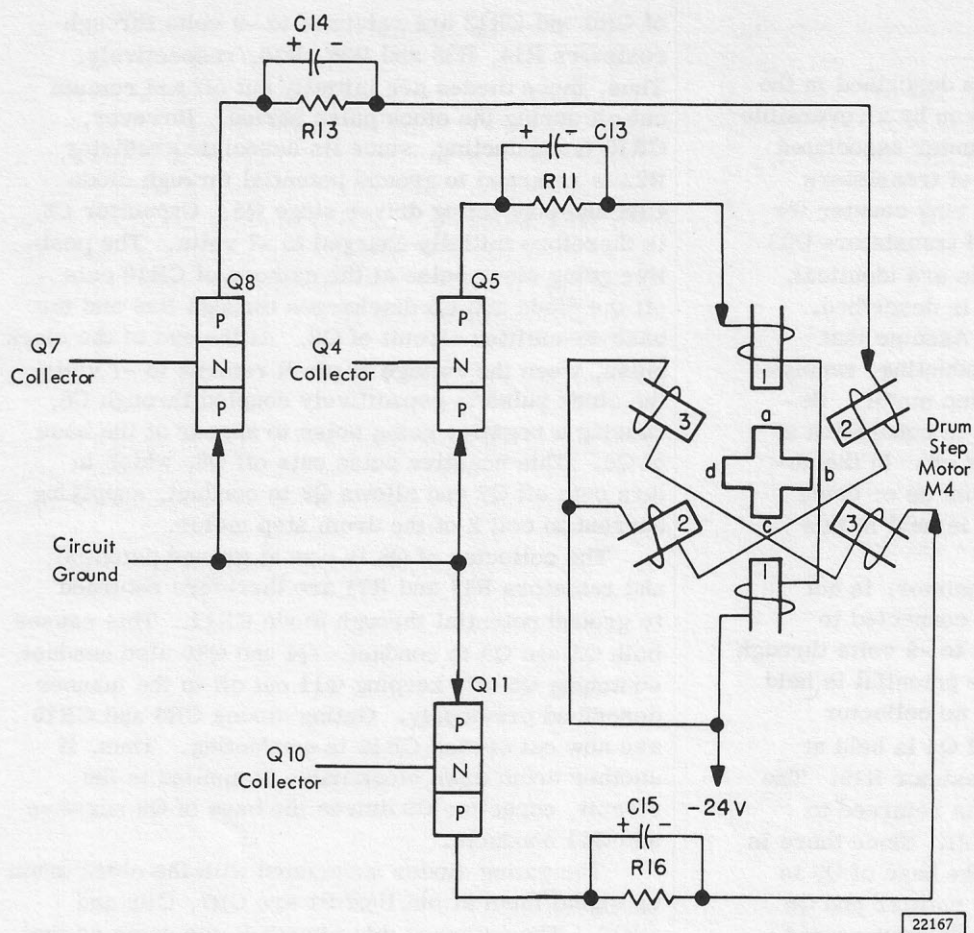 C14
+
R13
+ -
C13
R11
Q8
P
N
P
Q7
Collector
Q5
P
N
P
Q4
Collector
Circuit
Ground
1
2
3
a
b
c
d
2
3
1
Drum
Step
Motor
M4
Q11
P
N
P
Q10
Collector
C15
+ -
R16
-24V
22167